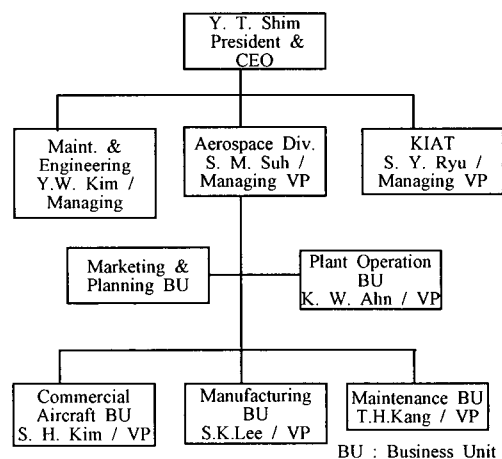 Y. T. Shim
President &
CEO
Maint. &
Engineering
Y.W. Kim /
Managing
Aerospace Div.
S. M. Suh /
Managing VP
KIAT
S. Y. Ryu /
Managing VP
Marketing &
Planning BU
Plant Operation
BU
K. W. Ahn / VP
Commercial
Aircraft BU
S. H. Kim / VP
Manufacturing
BU
S.K.Lee / VP
Maintenance BU
T.H.Kang / VP
BU : Business Unit